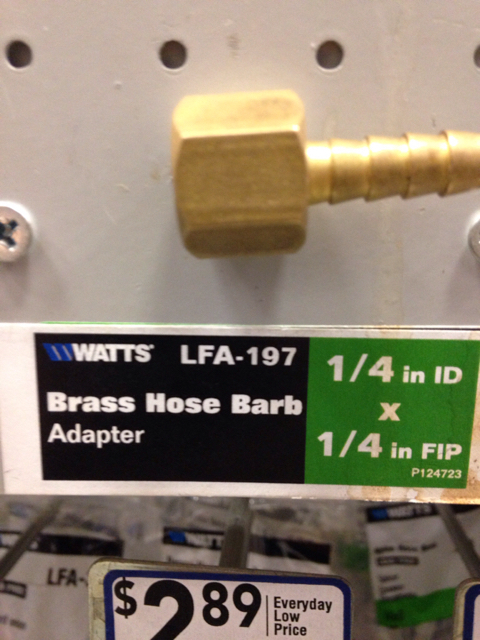 WATTS® LFA-197
Brass Hose Barb
Adapter
1/4 in ID
x
1/4 in FIP
P124723
WATTS
LFA-
$2 89
Everyday
Low
Price